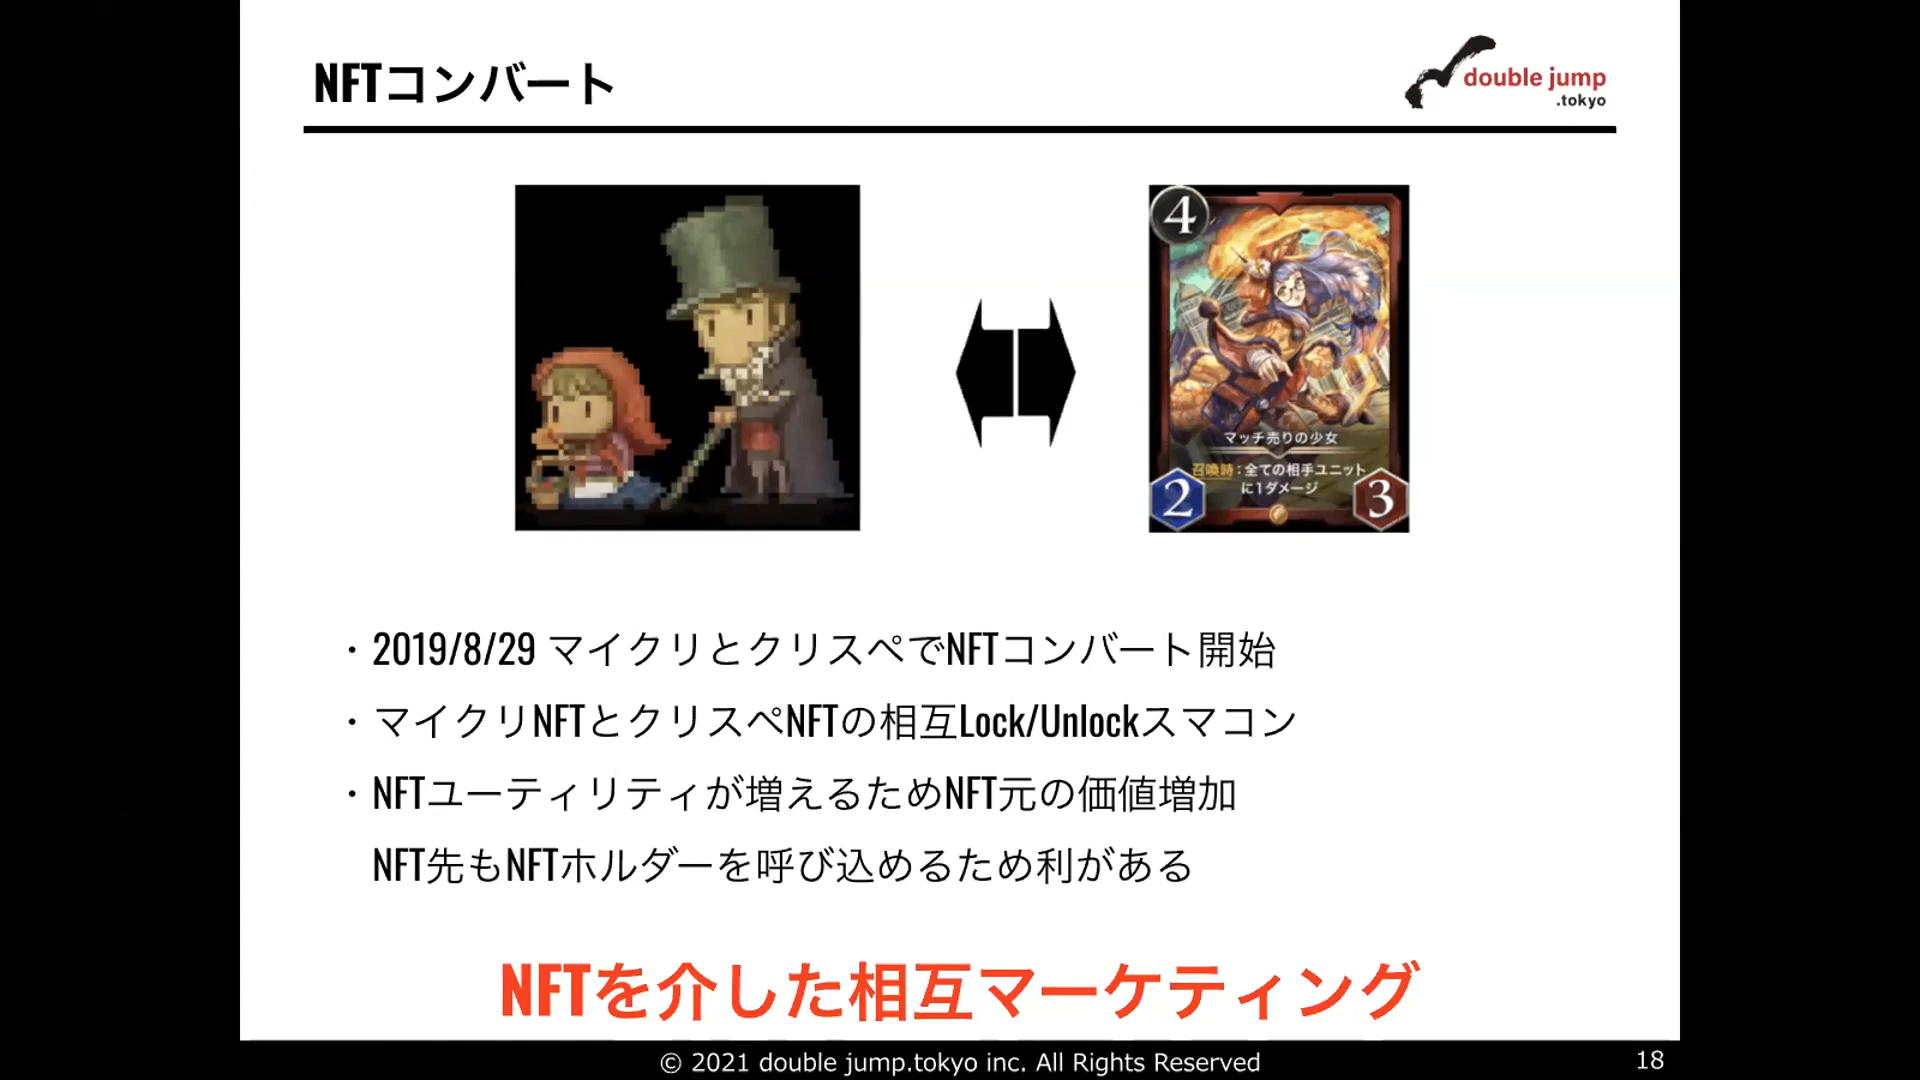 NFTコンバート
double jump
.tokyo
4
マッチ売りの少女
召喚時：全ての相手ユニット
に1ダメージ
2
3
・2019/8/29 マイクリとクリスペでNFTコンバート開始
・マイクリNFTとクリスペNFTの相互Lock/Unlockスマコン
・NFTユーティリティが増えるためNFT元の価値増加
NFT先もNFTホルダーを呼び込めるため利がある
NFTを介した相互マーケティング
© 2021 double jump.tokyo inc. All Rights Reserved
18